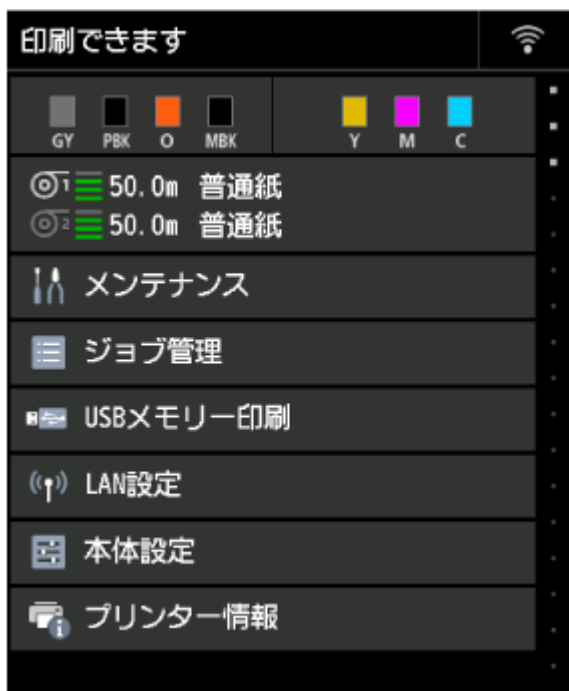 印刷できます
GY PBK O MBK Y M C
1 50.0m 普通紙
2 50.0m 普通紙
メンテナンス
ジョブ管理
USBメモリー印刷
LAN設定
本体設定
プリンター情報